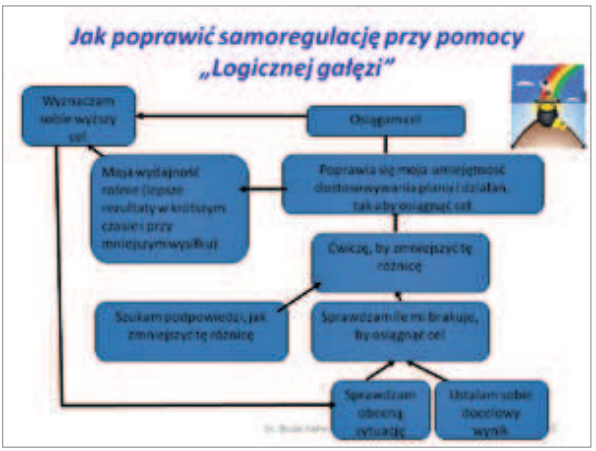 Jak poprawić samoregulację przy pomocy
„Logicznej gałęzi”
Wyznaczam
sobie wyższy
cel
Osiągam cel
Moja wydajność
rośnie (lepsze
rezultaty w krótszym
czasie i przy
mniejszym wysiłku)
Poprawia się moja umiejętność
dostosowywania planu i działań,
tak aby osiągnąć cel
Ćwiczę, by zmniejszyć tę
różnicę
Szukam podpowiedzi, jak
zmniejszyć tę różnicę
Sprawdzam ile mi brakuje,
by osiągnąć cel
Sprawdzam
obecną
sytuację
Ustalam sobie
docelowy
wynik
Dr.